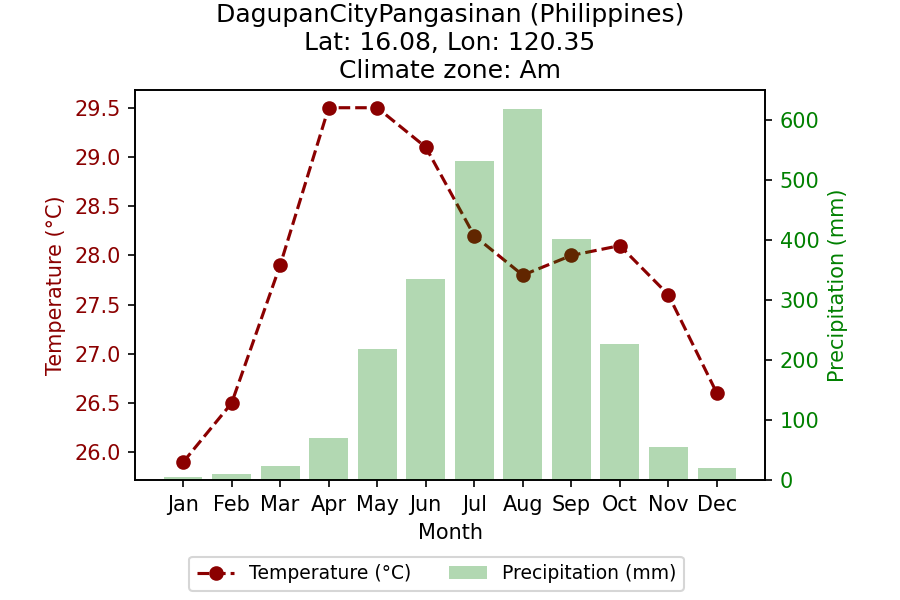 DagupanCityPangasinan (Philippines)
Lat: 16.08, Lon: 120.35
Climate zone: Am
Temperature (°C)
29.5
29.0
28.5
28.0
27.5
27.0
26.5
26.0
600
500
400
300
200
100
0
Precipitation (mm)
Jan Feb Mar Apr May Jun Jul Aug Sep Oct Nov Dec
Month
Temperature (°C) Precipitation (mm)